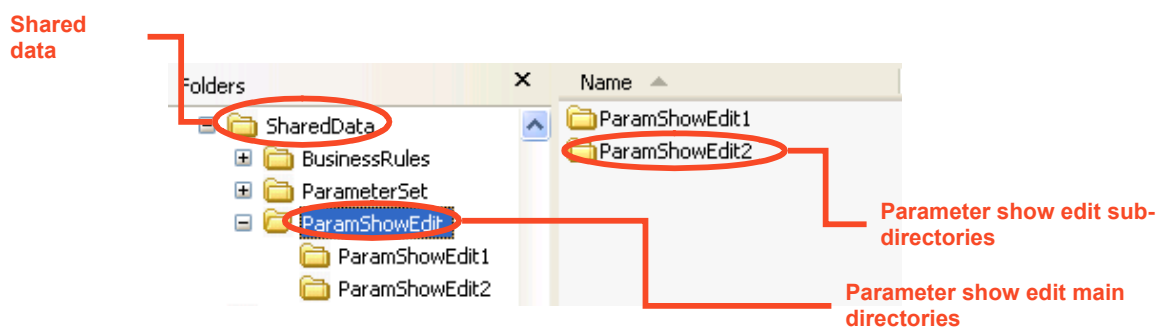 Shared
data
Folders
Name
SharedData
ParamShowEdit1
BusinessRules
ParamShowEdit2
ParameterSet
ParamShowEdit
ParamShowEdit1
ParamShowEdit2
Parameter show edit sub-
directories
Parameter show edit main
directories